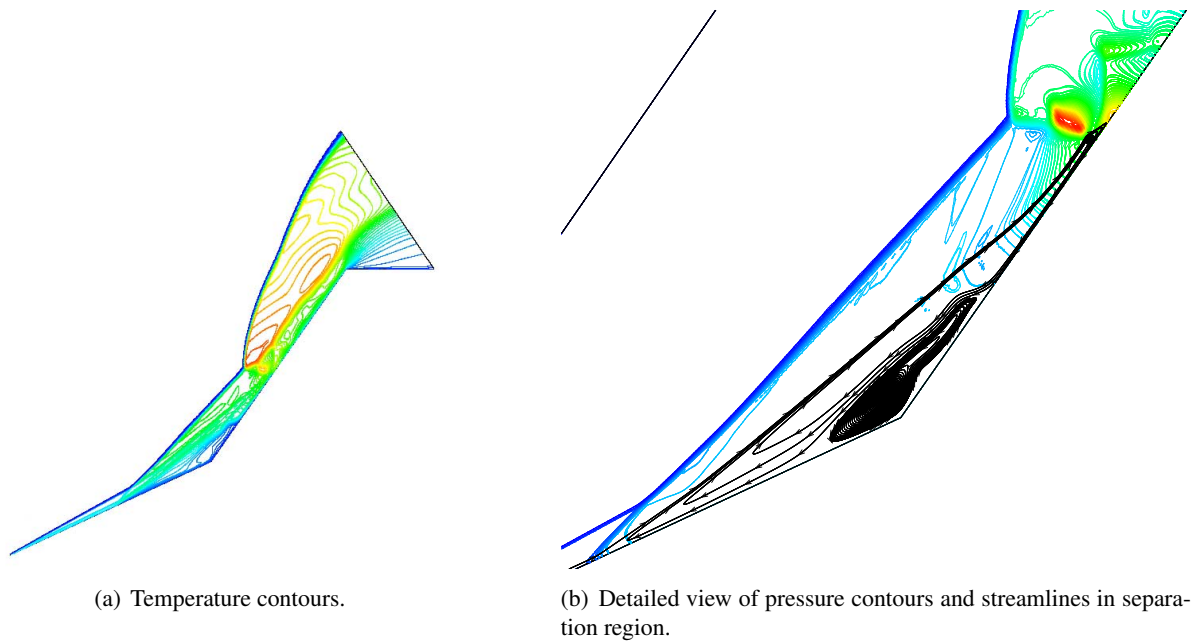 (a) Temperature contours.
(b) Detailed view of pressure contours and streamlines in separa-
tion region.